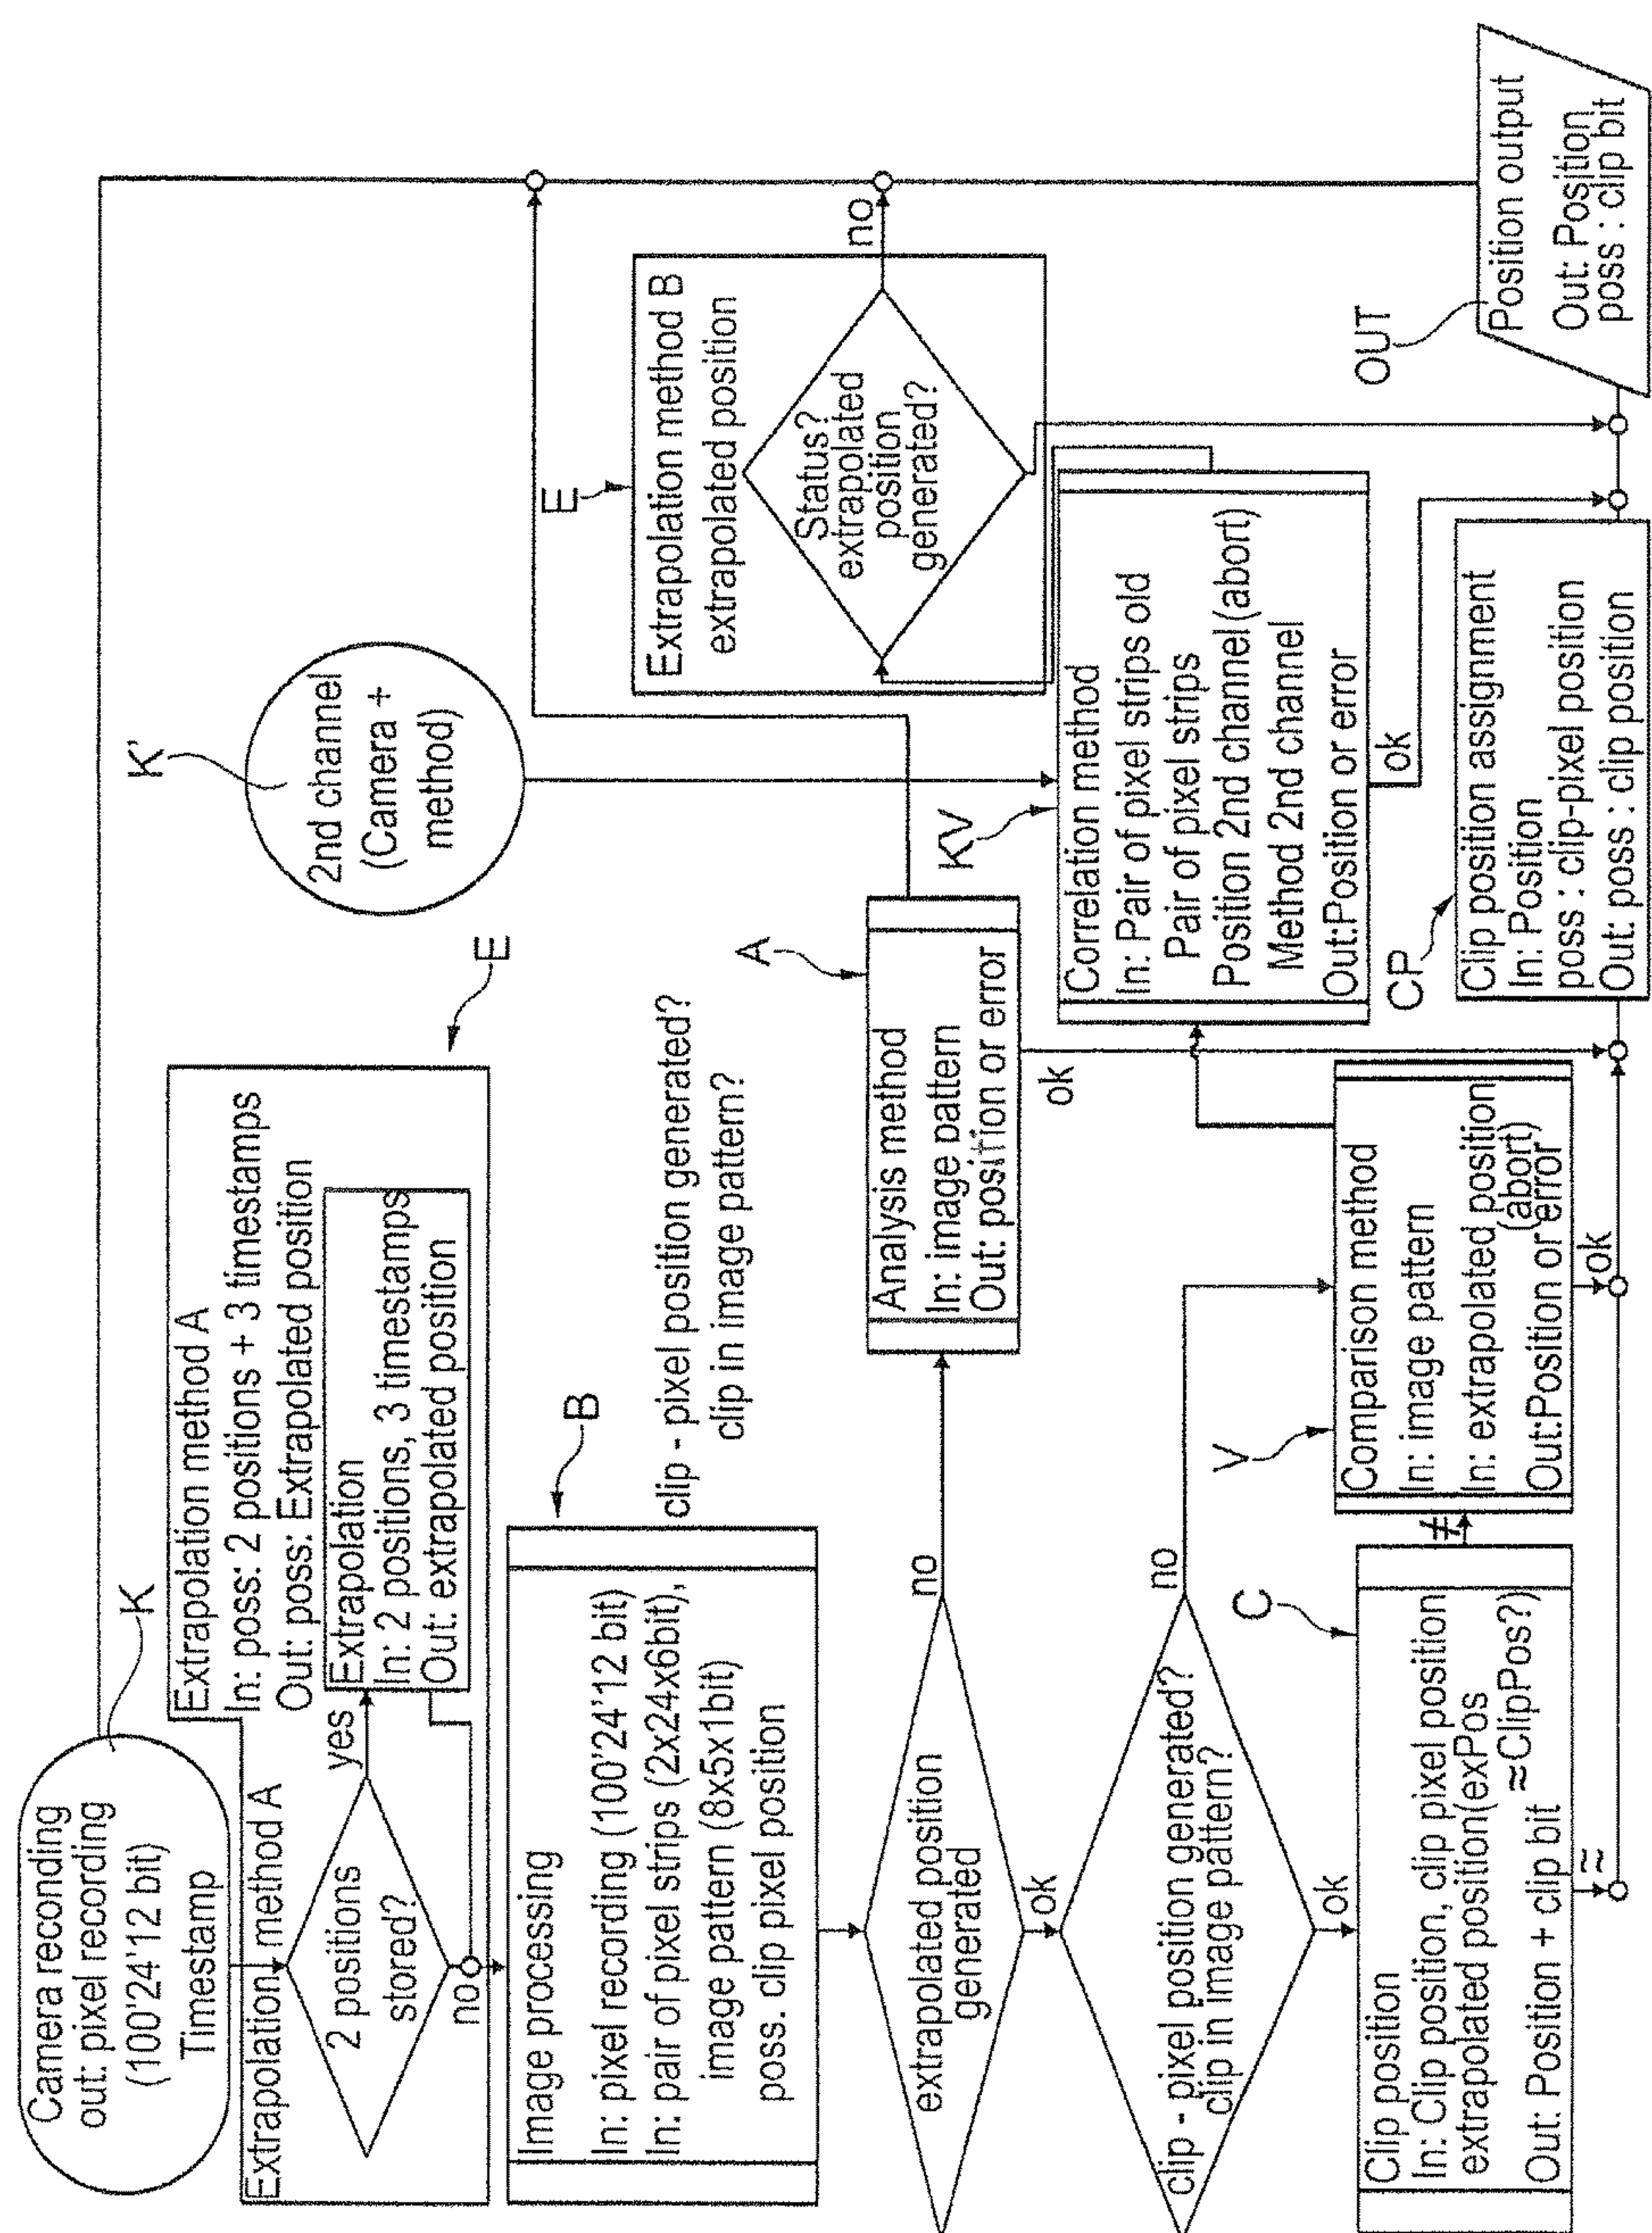 Camera reconding
out: pixel recording
(100'24'12 bit)
Timestamp
K
Extrapolation method A
In: poss: 2 positions + 3 timestamps
Out: poss: Extrapolated position
E
Extrapolation method A
2 positions
stored?
yes
no
Extrapolation
In: 2 positions, 3 timestamps
Out: extrapolated position
Image processing
In: pixel recording (100'24'12 bit)
In: pair of pixel strips (2x24x6bit),
image pattern (8x5x1bit)
poss. clip pixel position
B
clip - pixel position generated?
clip in image pattern?
extrapolated position
generated
no
ok
Analysis method
In: image pattern
Out: position or error
A
ok
clip - pixel position generated?
clip in image pattern?
no
ok
Clip position
In: Clip position, clip pixel position
extrapolated position(exPos
≈ClipPos?)
Out: Position + clip bit
C
≈
≠
Comparison method
In: image pattern
In: extrapolated position
(abort)
Out:Position or error
V
ok
2nd channel
(Camera +
method)
K'
Correlation method
In: Pair of pixel strips old
Pair of pixel strips
Position 2nd channel(abort)
Method 2nd channel
Out:Position or error
KV
ok
Extrapolation method B
extrapolated position
Status?
extrapolated
position
generated?
E
no
Clip position assignment
In: Position
poss : clip-pixel position
Out: poss : clip position
CP
Position output
Out: Position
poss : clip bit
OUT